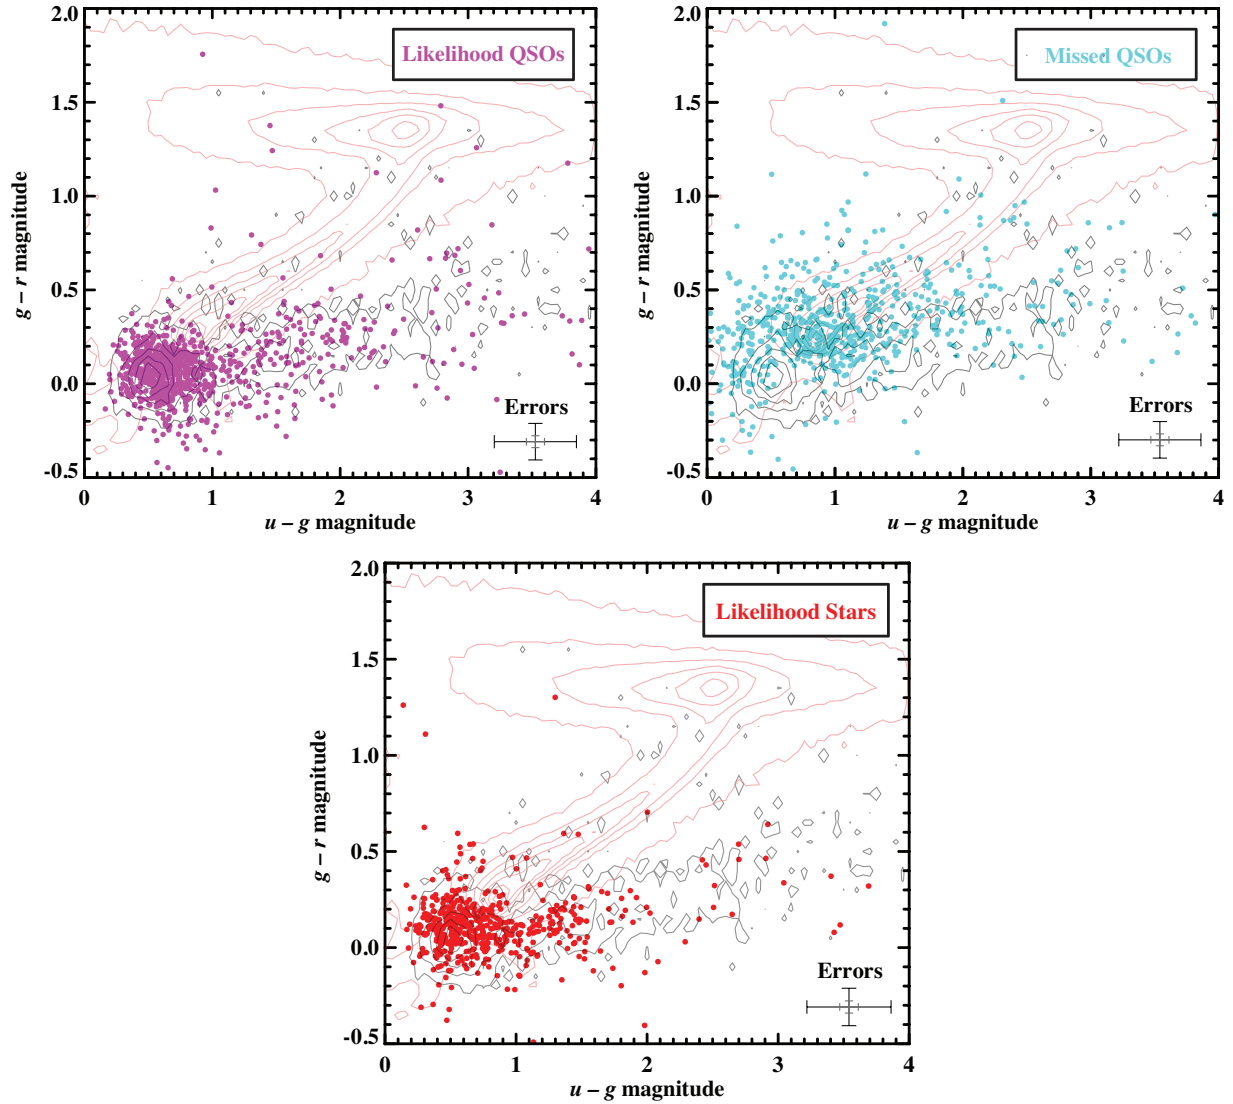 2.0
1.5
1.0
0.5
0.0
-0.5
g – r magnitude
Likelihood QSOs
Errors
0 1 2 3 4
u – g magnitude
2.0
1.5
1.0
0.5
0.0
-0.5
g – r magnitude
Missed QSOs
Errors
0 1 2 3 4
u – g magnitude
2.0
1.5
1.0
0.5
0.0
-0.5
g – r magnitude
Likelihood Stars
Errors
0 1 2 3 4
u – g magnitude